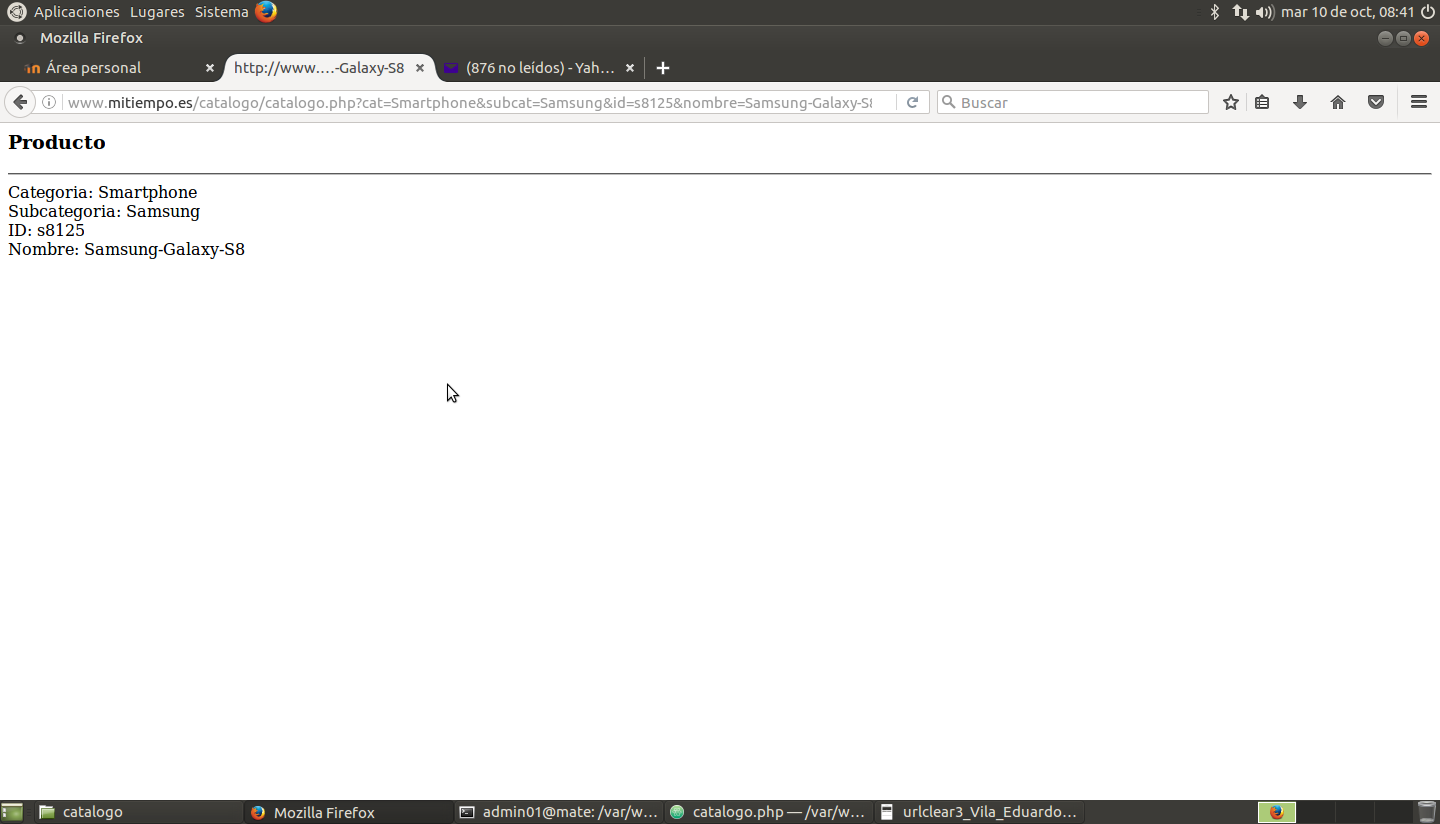 Aplicaciones Lugares Sistema mar 10 de oct, 08:41
Mozilla Firefox
Área personal http://www.…-Galaxy-S8 (876 no leídos) - Yah…
www.mitiempo.es/catalogo/catalogo.php?cat=Smartphone&subcat=Samsung&id=s8125&nombre=Samsung-Galaxy-S8 Buscar
Producto
Categoria: Smartphone
Subcategoria: Samsung
ID: s8125
Nombre: Samsung-Galaxy-S8
catalogo Mozilla Firefox admin01@mate: /var/w… catalogo.php — /var/w… urlclear3_Vila_Eduardo…